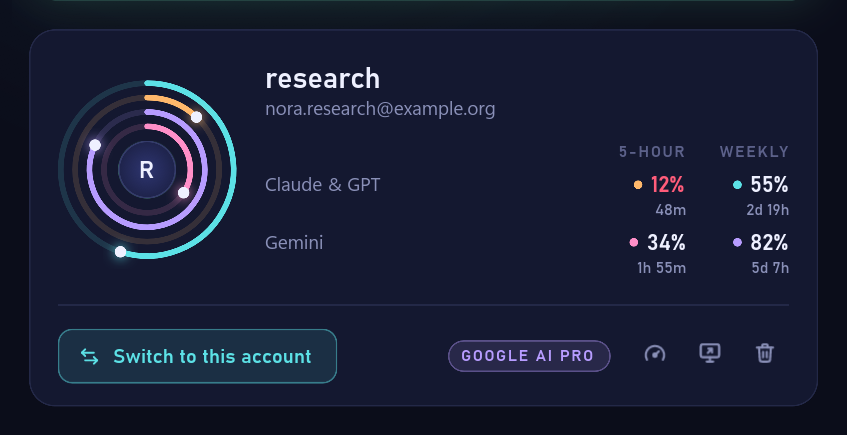 research
nora.research@example.org
5-HOUR WEEKLY
R
Claude & GPT 12% 55%
48m 2d 19h
Gemini 34% 82%
1h 55m 5d 7h
Switch to this account GOOGLE AI PRO